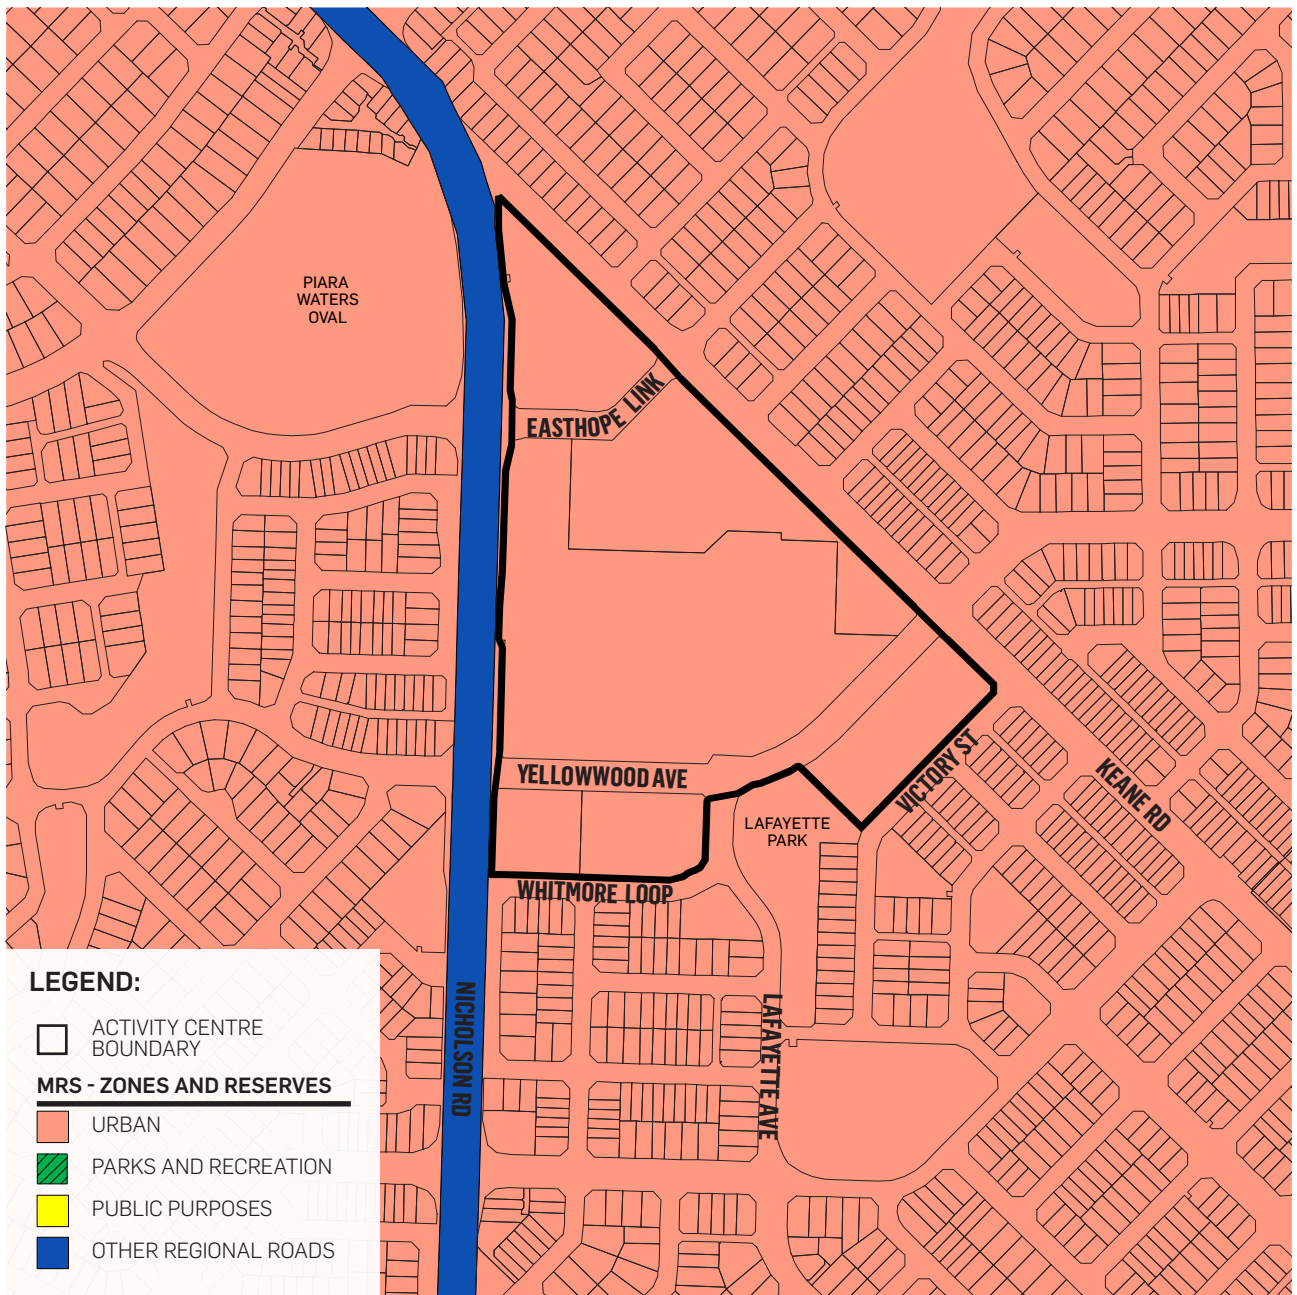 PIARA
WATERS
OVAL
EASTHOPE LINK
YELLOWWOOD AVE
VICTORY ST
KEANE RD
LAFAYETTE
PARK
WHITMORE LOOP
NICHOLSON RD
LAFAYETTE AVE
LEGEND:
ACTIVITY CENTRE
BOUNDARY
MRS - ZONES AND RESERVES
URBAN
PARKS AND RECREATION
PUBLIC PURPOSES
OTHER REGIONAL ROADS